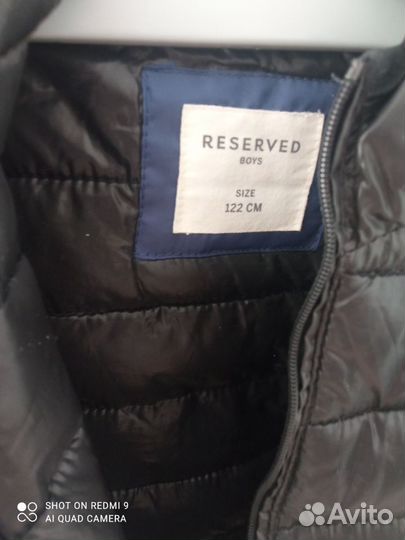 RESERVED
BOYS
SIZE
122 CM
SHOT ON REDMI 9
AI QUAD CAMERA
Avito